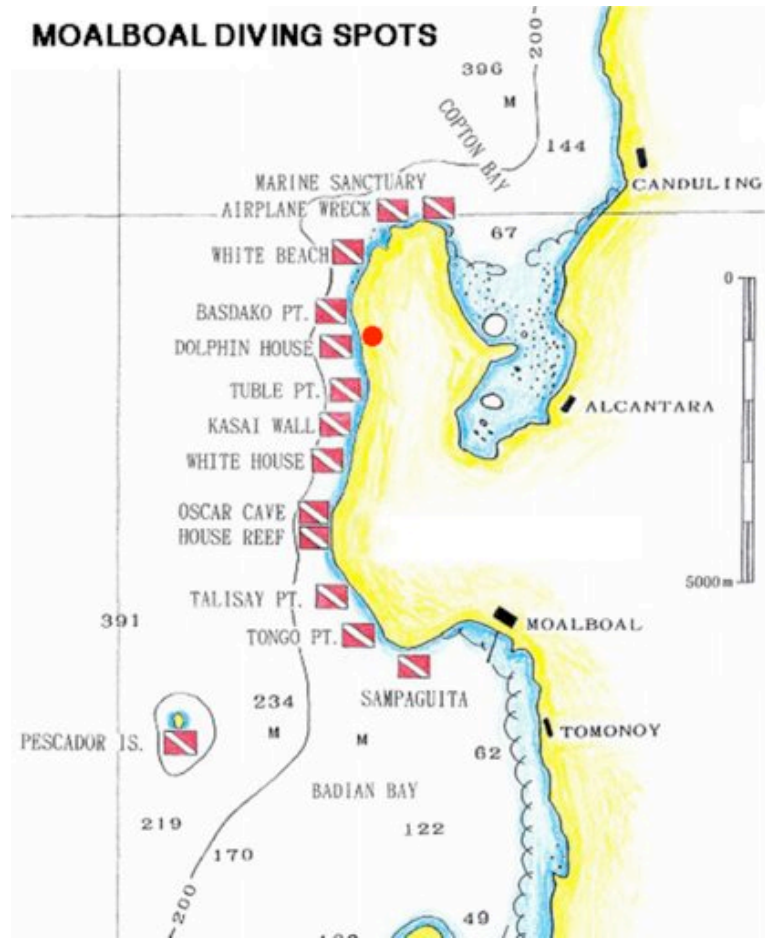 MOALBOAL DIVING SPOTS
200
396
M
COPTON BAY
144
CANDULING
MARINE SANCTUARY
AIRPLANE WRECK
67
WHITE BEACH
0
BASDAKO PT.
DOLPHIN HOUSE
TUBLE PT.
ALCANTARA
KASAI WALL
WHITE HOUSE
OSCAR CAVE
HOUSE REEF
5000m
TALISAY PT.
391
MOALBOAL
TONGO PT.
SAMPAGUITA
234
M
M
TOMONOY
PESCADOR IS.
62
BADIAN BAY
219
122
170
200
49